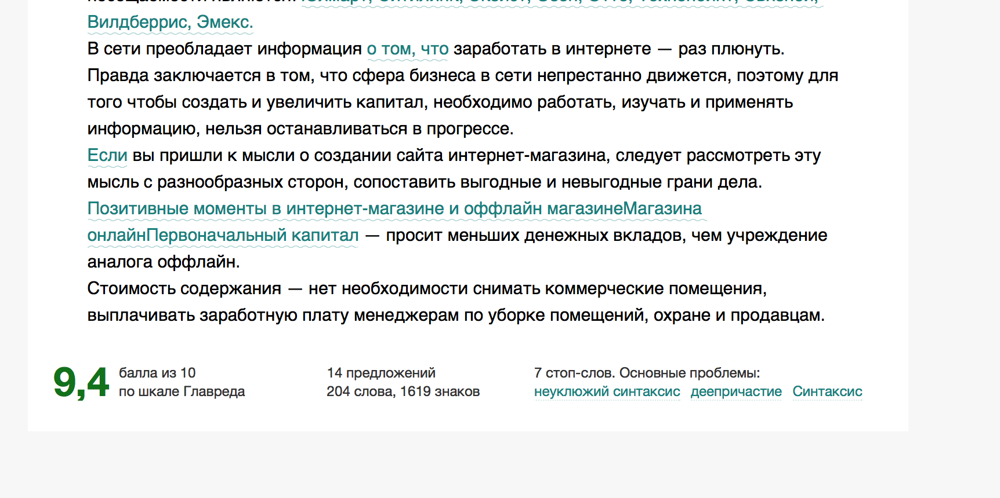 Вилдберрис, Эмекс.
В сети преобладает информация о том, что заработать в интернете — раз плюнуть.
Правда заключается в том, что сфера бизнеса в сети непрестанно движется, поэтому для
того чтобы создать и увеличить капитал, необходимо работать, изучать и применять
информацию, нельзя останавливаться в прогрессе.
Если вы пришли к мысли о создании сайта интернет-магазина, следует рассмотреть эту
мысль с разнообразных сторон, сопоставить выгодные и невыгодные грани дела.
Позитивные моменты в интернет-магазине и оффлайн магазинеМагазина
онлайнПервоначальный капитал — просит меньших денежных вкладов, чем учреждение
аналога оффлайн.
Стоимость содержания — нет необходимости снимать коммерческие помещения,
выплачивать заработную плату менеджерам по уборке помещений, охране и продавцам.
9,4 балла из 10 14 предложений 7 стоп-слов. Основные проблемы:
по шкале Главреда 204 слова, 1619 знаков неуклюжий синтаксис деепричастие Синтаксис